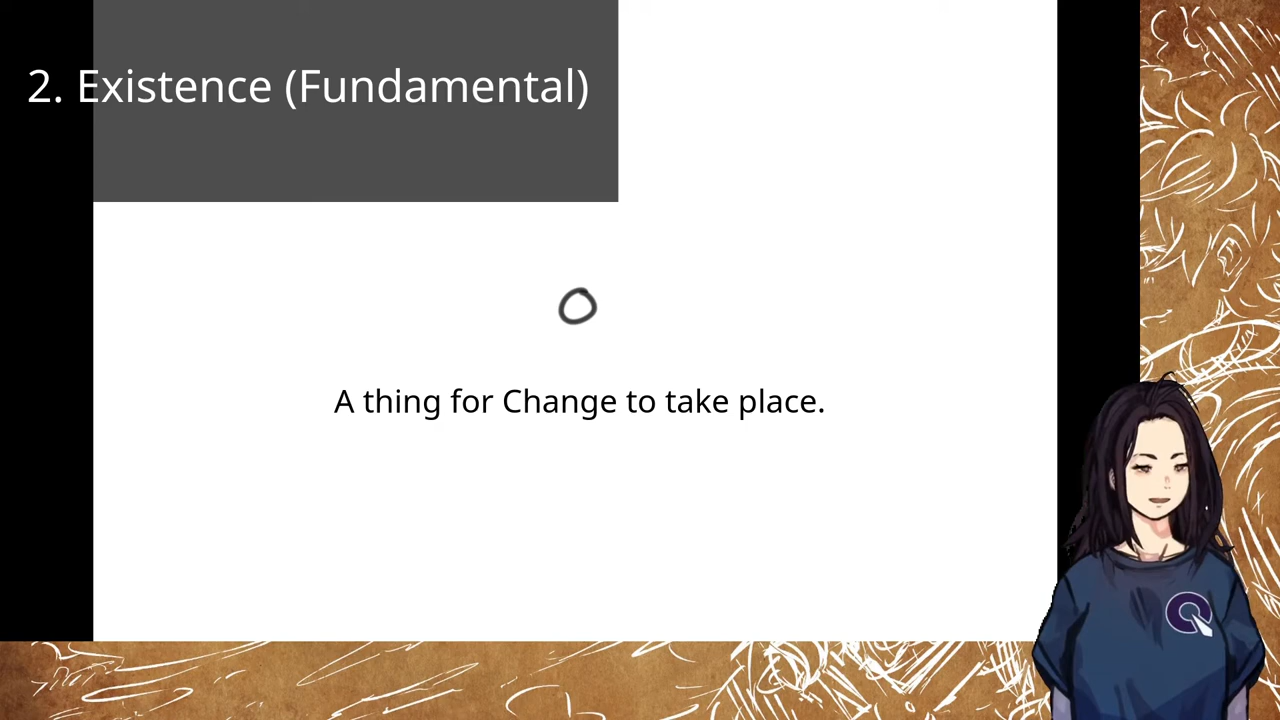 2. Existence (Fundamental)
A thing for Change to take place.